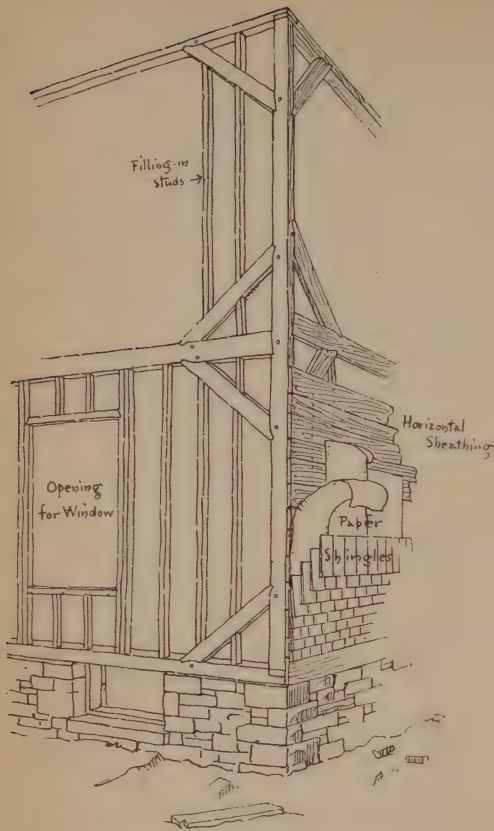 Filling-in
studs
Horizontal
Sheathing
Opening
for Window
Paper
Shingles